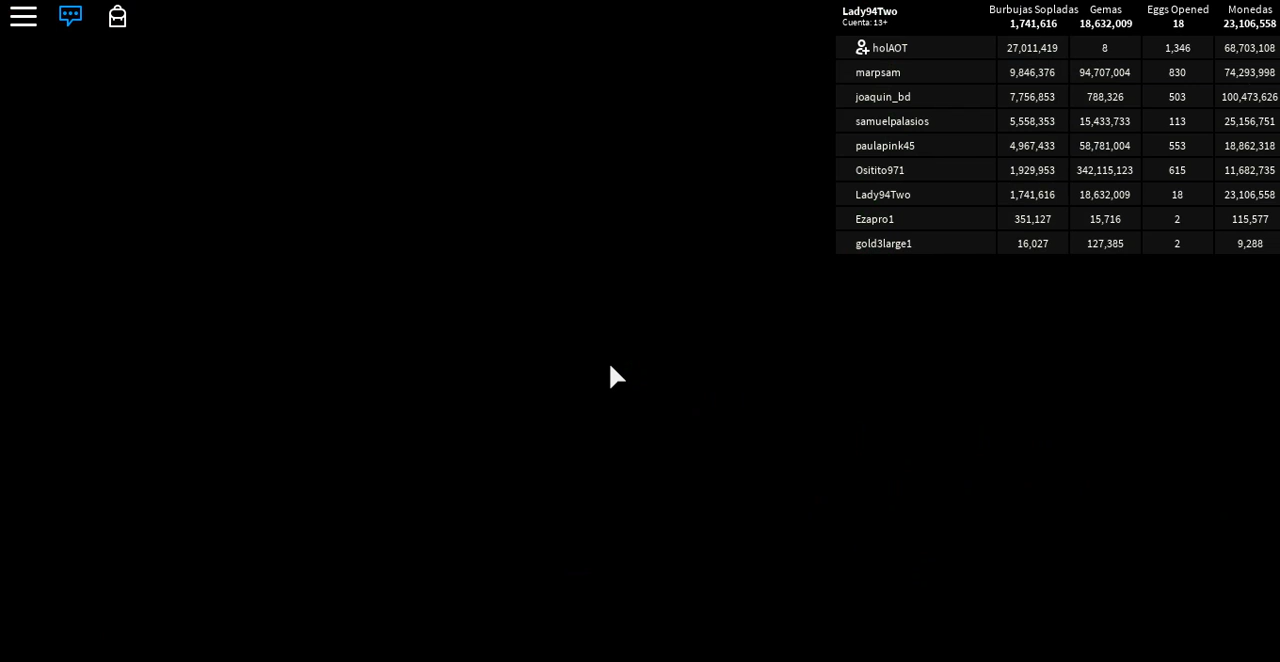 Lady94Two Burbujas Sopladas Gemas Eggs Opened Monedas
Cuenta: 13+ 1,741,616 18,632,009 18 23,106,558
holAOT 27,011,419 8 1,346 68,703,108
marpsam 9,846,376 94,707,004 830 74,293,998
joaquin_bd 7,756,853 788,326 503 100,473,626
samuelpalasios 5,558,353 15,433,733 113 25,156,751
paulapink45 4,967,433 58,781,004 553 18,862,318
Ositito971 1,929,953 342,115,123 615 11,682,735
Lady94Two 1,741,616 18,632,009 18 23,106,558
Ezapro1 351,127 15,716 2 115,577
gold3large1 16,027 127,385 2 9,288